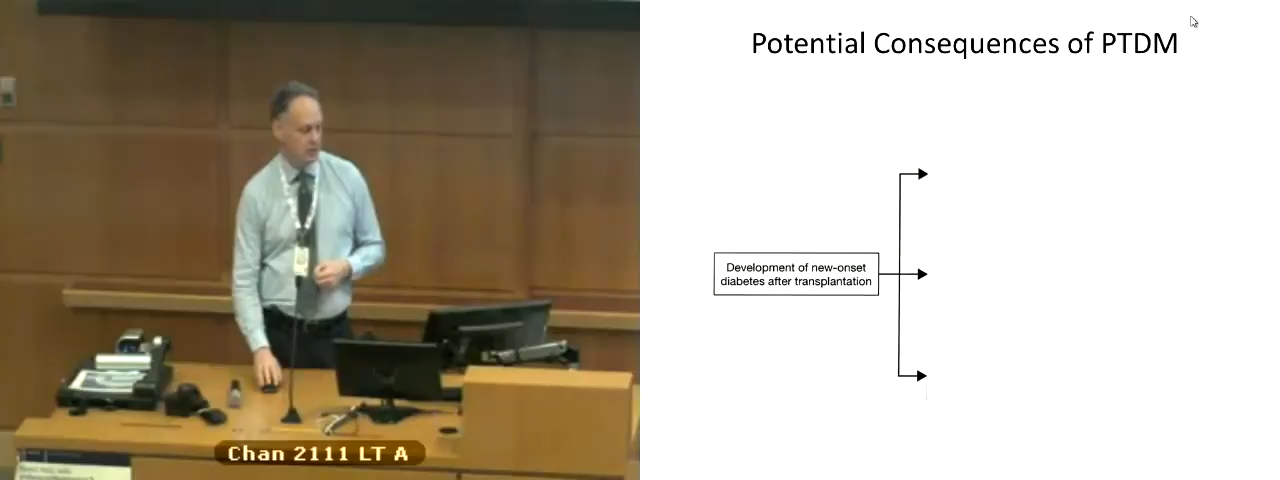 Potential Consequences of PTDM
Development of new-onset
diabetes after transplantation
Chan 2111 LT A